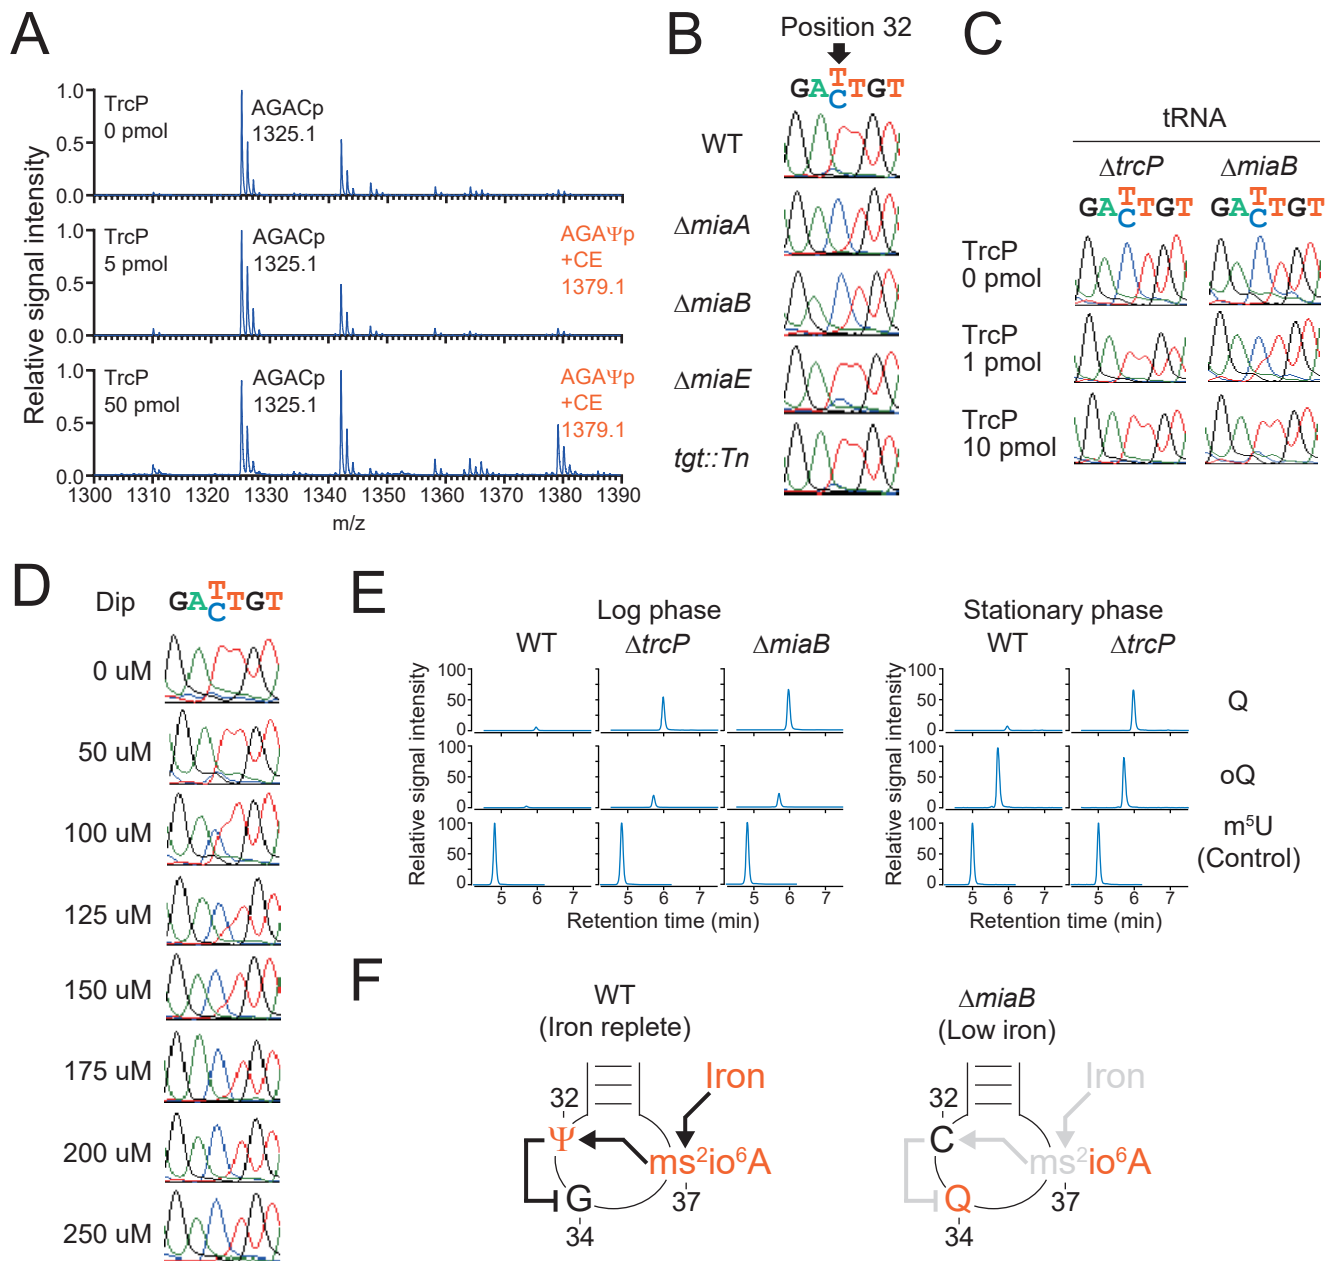 A
TrcP
0 pmol
AGACp
1325.1
TrcP
5 pmol
AGACp
1325.1
AGAΨp
+CE
1379.1
TrcP
50 pmol
AGACp
1325.1
AGAΨp
+CE
1379.1
1.0
0.5
0.0
1.0
0.5
0.0
1.0
0.5
0.0
1300 1310 1320 1330 1340 1350 1360 1370 1380 1390
m/z
Relative signal intensity
B
Position 32
GATTGT
C
WT
ΔmiaA
ΔmiaB
ΔmiaE
tgt::Tn
C
tRNA
ΔtrcP ΔmiaB
GATTGT GATTGT
C C
TrcP
0 pmol
TrcP
1 pmol
TrcP
10 pmol
D
Dip
GATTGT
C
0 uM
50 uM
100 uM
125 uM
150 uM
175 uM
200 uM
250 uM
E
Log phase Stationary phase
WT ΔtrcP ΔmiaB WT ΔtrcP
Relative signal intensity
100
50
0
100
50
0
100
50
0
5 6 7 5 6 7 5 6 7
Retention time (min)
Relative signal intensity
100
50
0
100
50
0
100
50
0
5 6 7 5 6 7
Retention time (min)
Q
oQ
m⁵U
(Control)
F
WT
(Iron replete)
Iron
32
Ψ
ms²io⁶A
37
G
34
ΔmiaB
(Low iron)
Iron
32
C
ms²io⁶A
37
Q
34